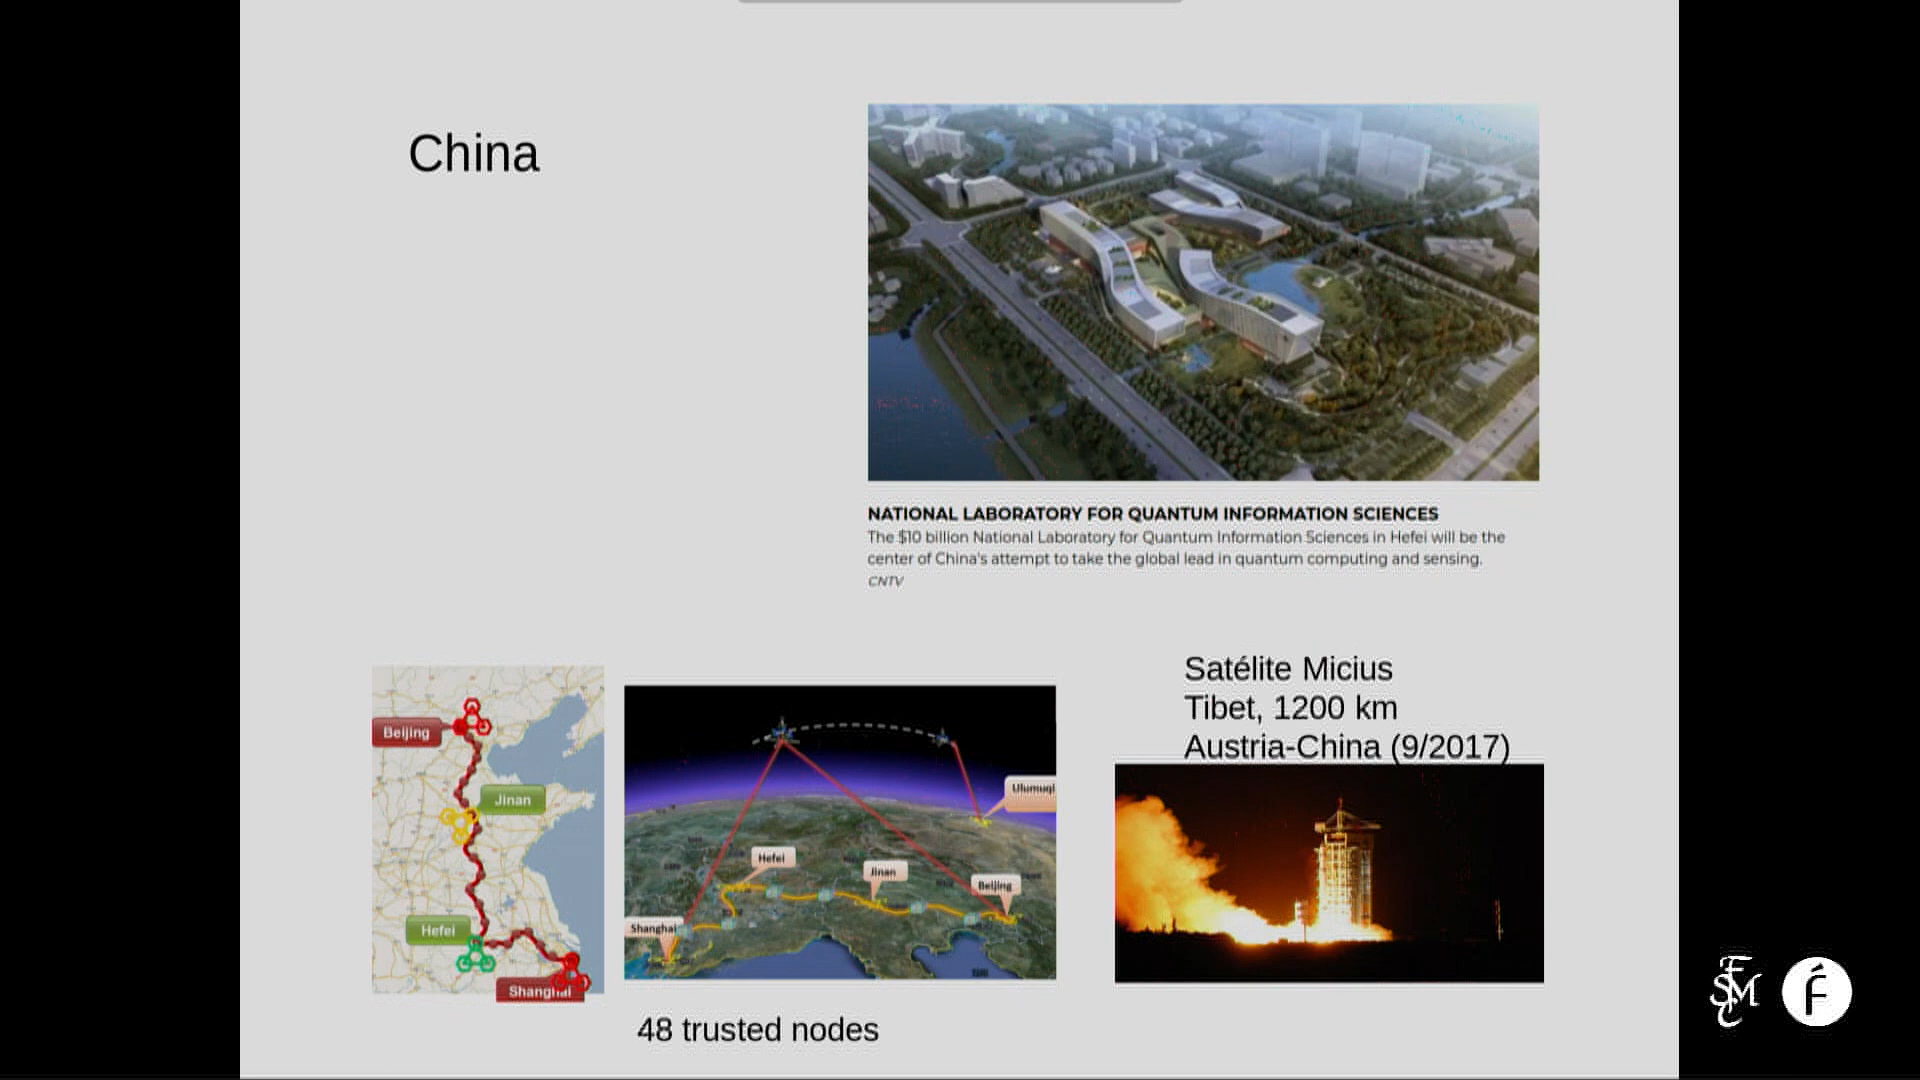 China
NATIONAL LABORATORY FOR QUANTUM INFORMATION SCIENCES
The $10 billion National Laboratory for Quantum Information Sciences in Hefei will be the
center of China's attempt to take the global lead in quantum computing and sensing.
CNTV
Satélite Micius
Tibet, 1200 km
Austria-China (9/2017)
Beijing
Jinan
Hefei
Shanghai
Ulumuqi
Hefei
Jinan
Beijing
Shanghai
48 trusted nodes
É